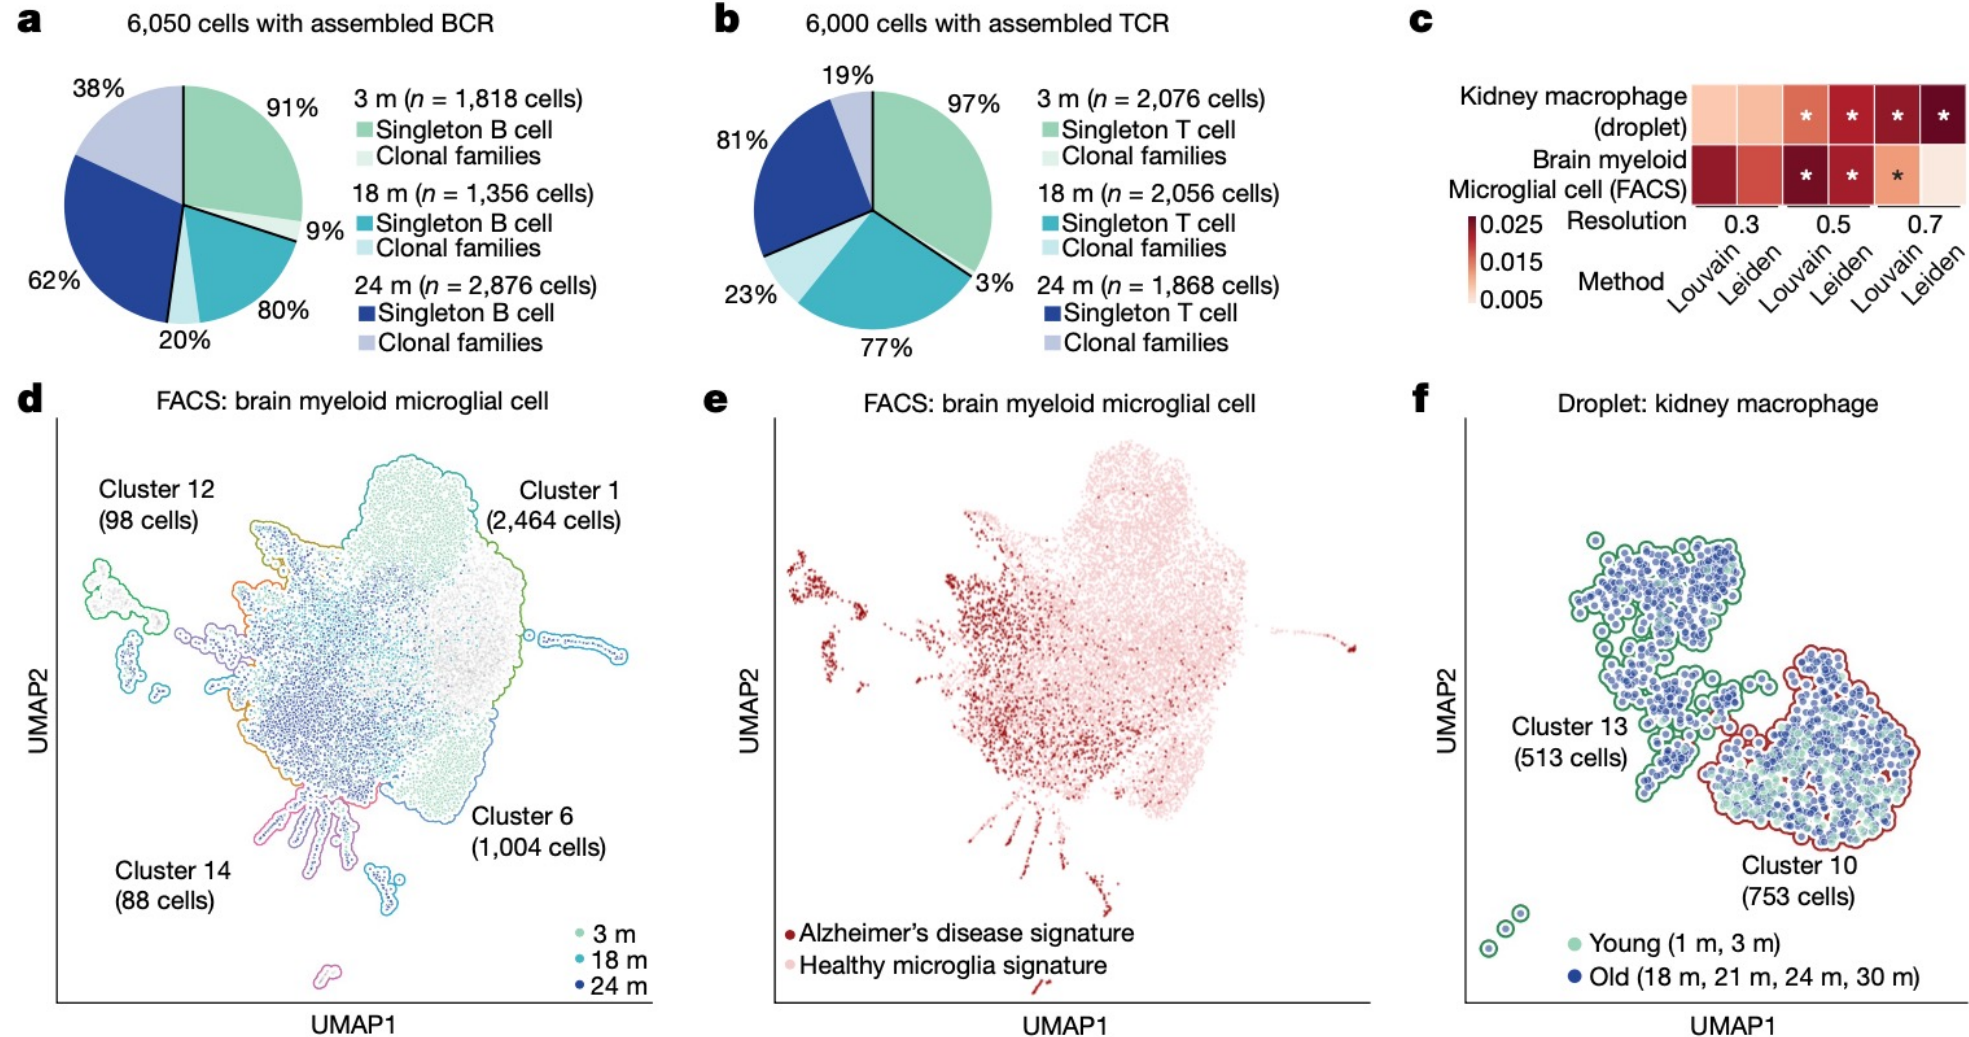 a
6,050 cells with assembled BCR
38%
91%
9%
80%
20%
62%
3 m (n = 1,818 cells)
Singleton B cell
Clonal families
18 m (n = 1,356 cells)
Singleton B cell
Clonal families
24 m (n = 2,876 cells)
Singleton B cell
Clonal families
b
6,000 cells with assembled TCR
19%
97%
81%
3%
23%
77%
3 m (n = 2,076 cells)
Singleton T cell
Clonal families
18 m (n = 2,056 cells)
Singleton T cell
Clonal families
24 m (n = 1,868 cells)
Singleton T cell
Clonal families
c
Kidney macrophage
(droplet)
* * * *
Brain myeloid
Microglial cell (FACS)
* * *
Resolution
0.3 0.5 0.7
0.025
0.015
0.005
Method
Louvain Leiden Louvain Leiden Louvain Leiden
d
FACS: brain myeloid microglial cell
Cluster 12
(98 cells)
Cluster 1
(2,464 cells)
Cluster 6
(1,004 cells)
Cluster 14
(88 cells)
3 m
18 m
24 m
UMAP2
UMAP1
e
FACS: brain myeloid microglial cell
Alzheimer’s disease signature
Healthy microglia signature
UMAP2
UMAP1
f
Droplet: kidney macrophage
Cluster 13
(513 cells)
Cluster 10
(753 cells)
Young (1 m, 3 m)
Old (18 m, 21 m, 24 m, 30 m)
UMAP2
UMAP1